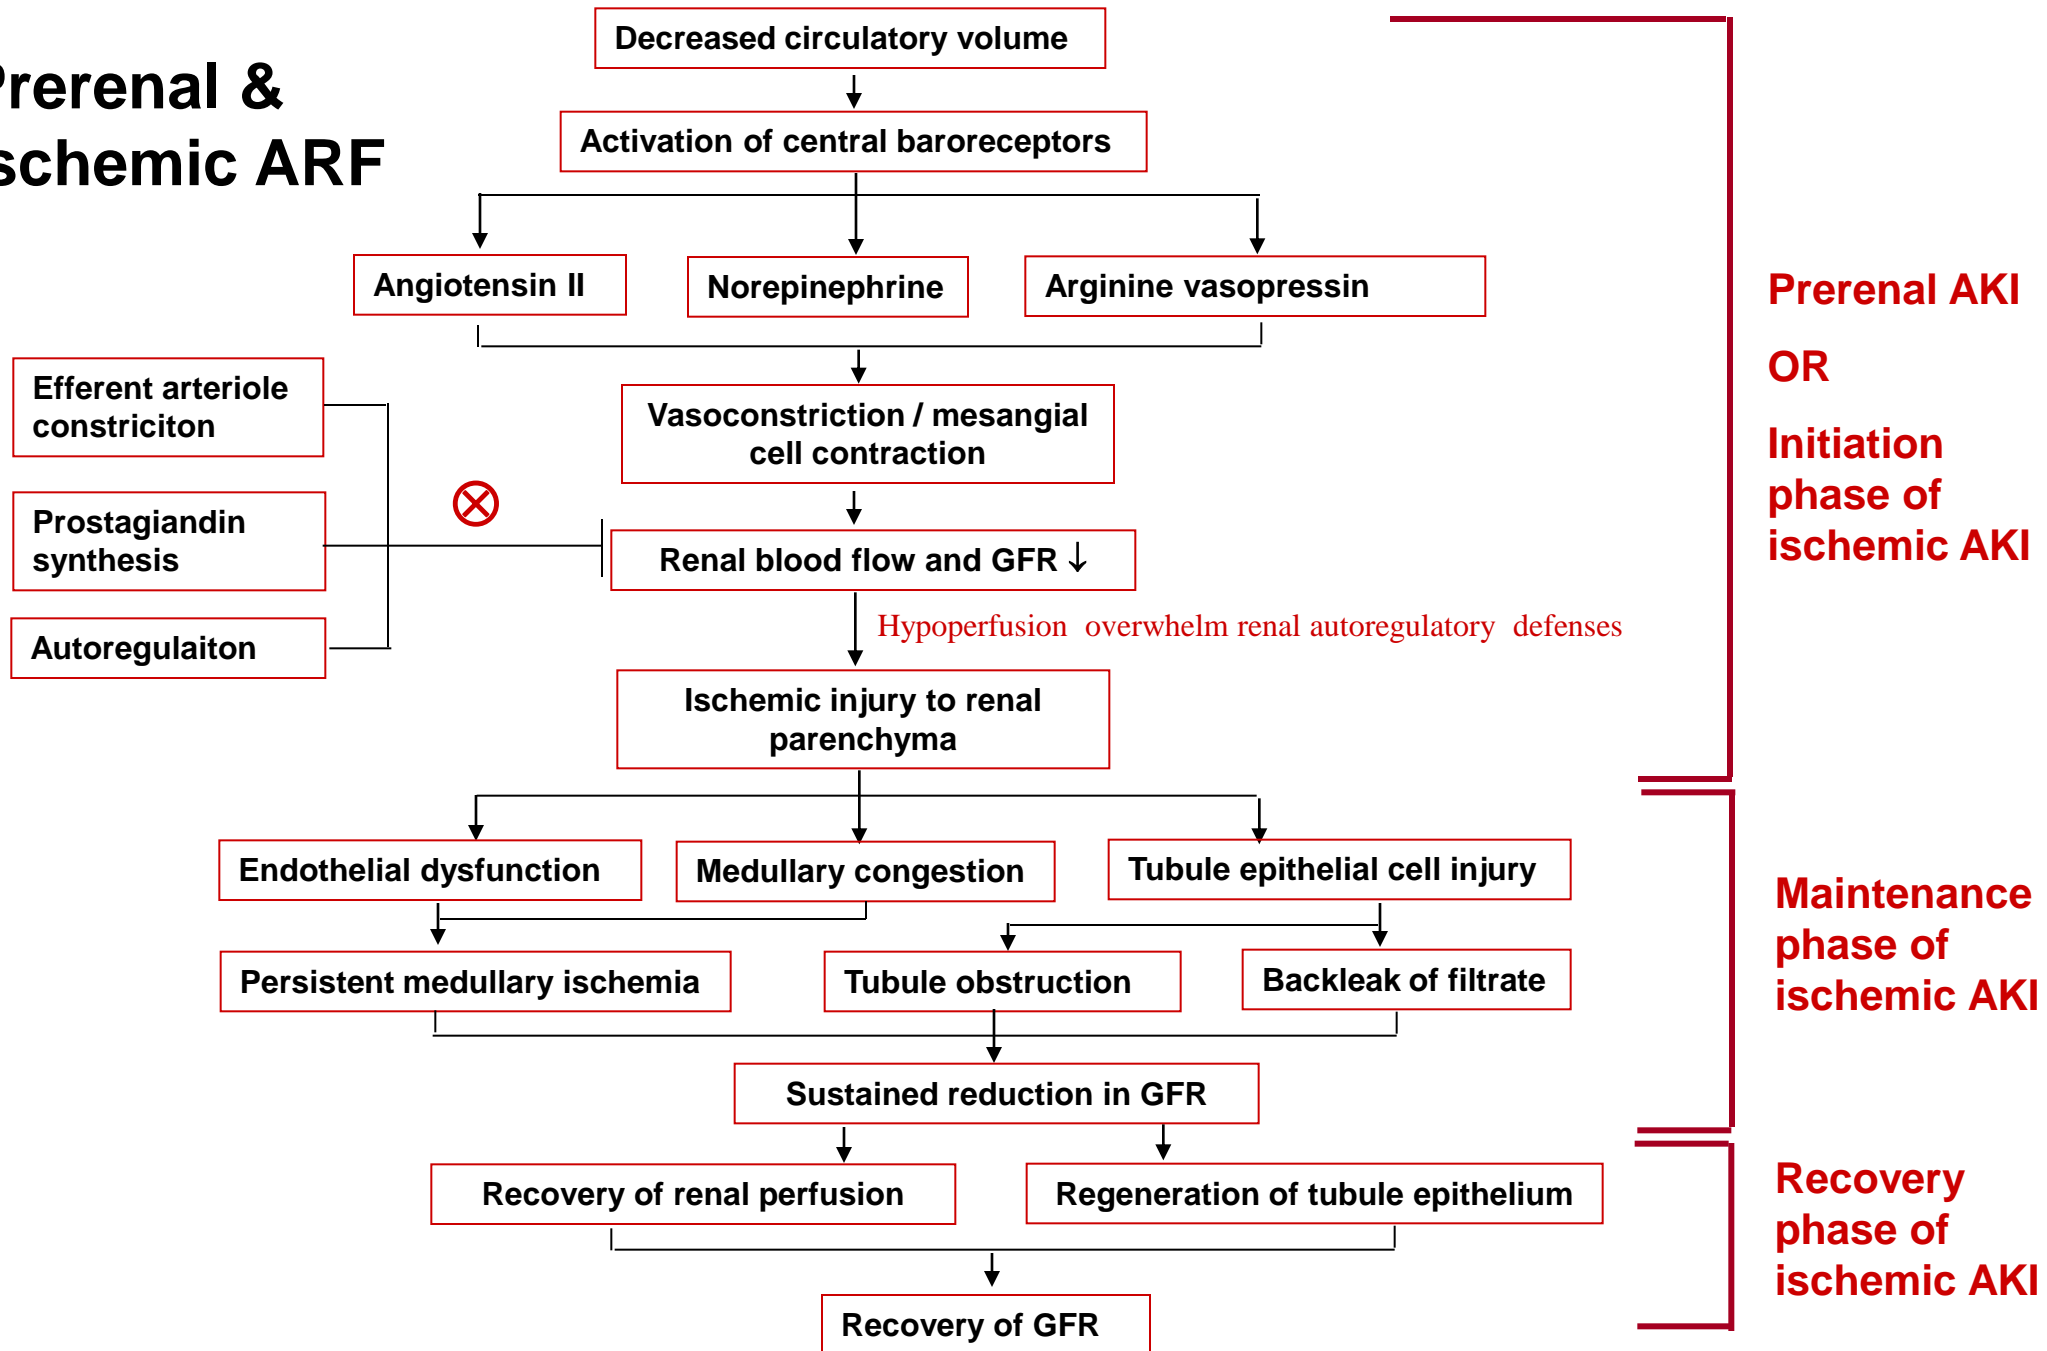 Prerenal &
Ischemic ARF
Decreased circulatory volume
Activation of central baroreceptors
Angiotensin II
Norepinephrine
Arginine vasopressin
Efferent arteriole
constriciton
Prostagiandin
synthesis
Autoregulaiton
Vasoconstriction / mesangial
cell contraction
Renal blood flow and GFR ↓
Hypoperfusion overwhelm renal autoregulatory defenses
Ischemic injury to renal
parenchyma
Prerenal AKI
OR
Initiation
phase of
ischemic AKI
Endothelial dysfunction
Medullary congestion
Tubule epithelial cell injury
Persistent medullary ischemia
Tubule obstruction
Backleak of filtrate
Sustained reduction in GFR
Maintenance
phase of
ischemic AKI
Recovery of renal perfusion
Regeneration of tubule epithelium
Recovery of GFR
Recovery
phase of
ischemic AKI